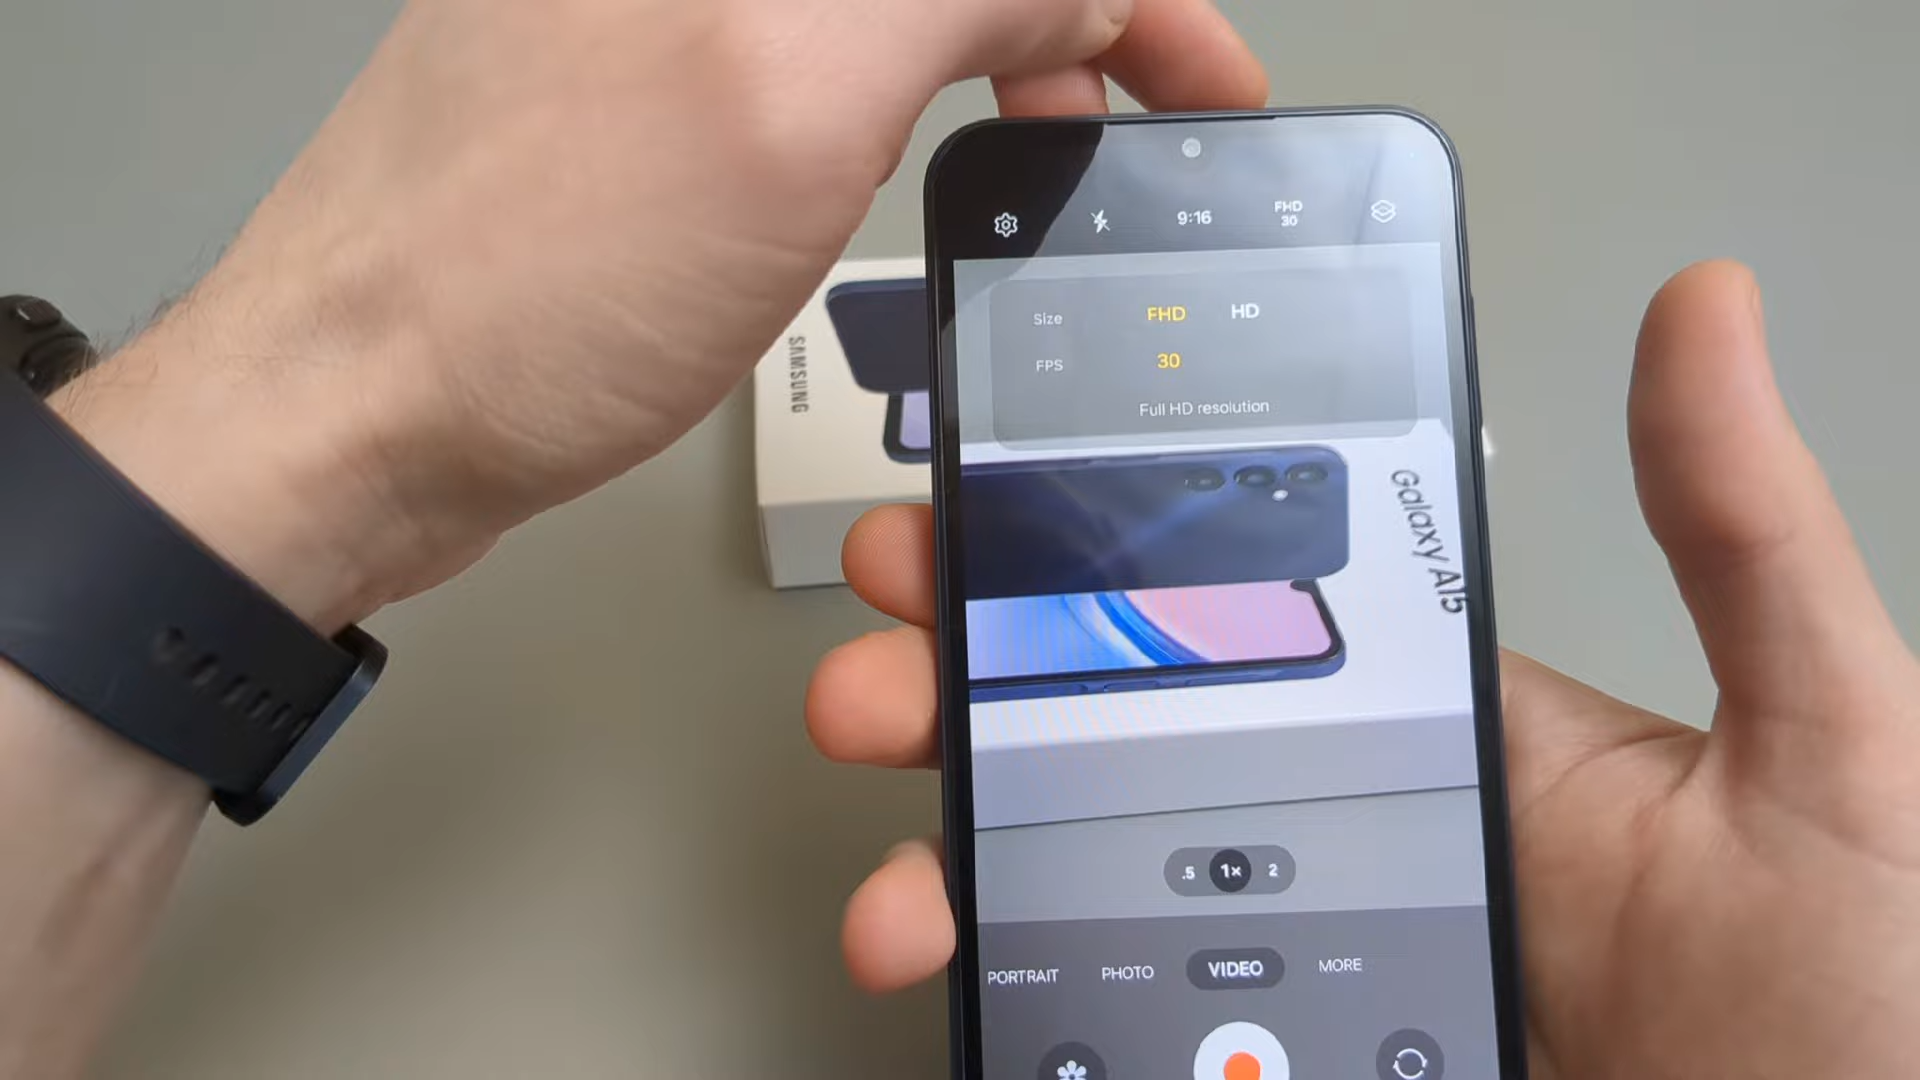 SAMSUNG
9:16
FHD
30
Size FHD HD
FPS 30
Full HD resolution
Galaxy A15
.5 1× 2
PORTRAIT PHOTO VIDEO MORE